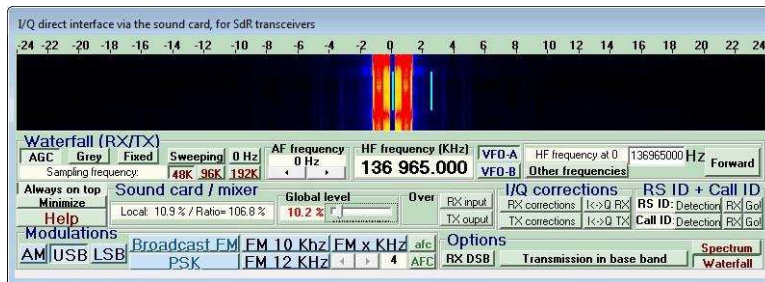 I/Q direct interface via the sound card, for SdR transceivers
-24 -22 -20 -18 -16 -14 -12 -10 -8 -6 -4 -2 0 2 4 6 8 10 12 14 16 18 20 22 24
Waterfall (RX/TX)
AGC Grey Fixed Sweeping 0 Hz
Sampling frequency: 48K 96K 192K
AF frequency
0 Hz
HF frequency (KHz)
136 965.000
VFO-A
VFO-B
HF frequency at 0 136965000 Hz
Other frequencies
Forward
Always on top
Minimize
Help
Sound card / mixer
Local: 10.9 % / Ratio= 106.8 %
Global level Over
10.2 %
RX input
TX ouput
I/Q corrections
RX corrections I<->Q RX
TX corrections I<->Q TX
RS ID + Call ID
RS ID: Detection RX Go!
Call ID: Detection RX Go!
Modulations
AM USB LSB
Broadcast FM FM 10 Khz FM x KHz afc
PSK FM 12 KHz 4 AFC
Options
RX DSB Transmission in base band
Spectrum
Waterfall